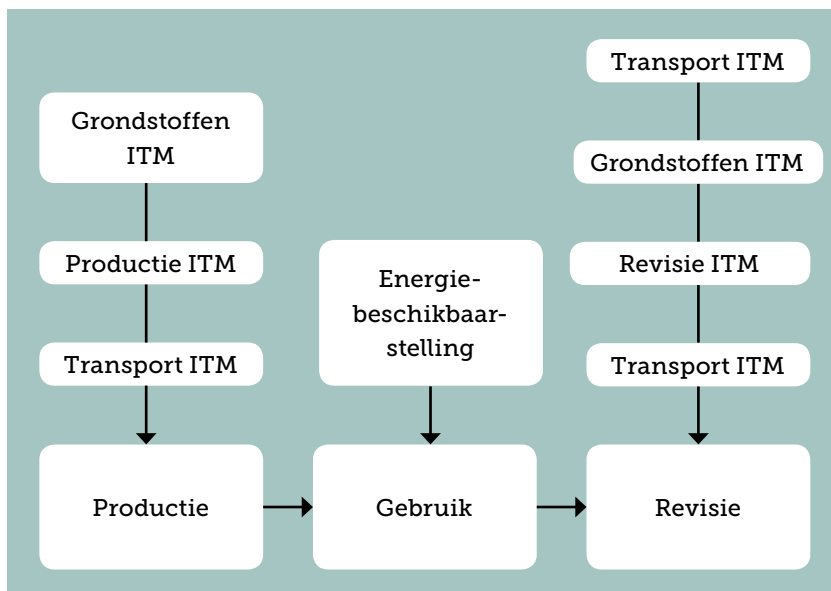 Grondstoffen
ITM
Productie ITM
Transport ITM
Productie
Energie-
beschikbaar-
stelling
Gebruik
Transport ITM
Grondstoffen ITM
Revisie ITM
Transport ITM
Revisie